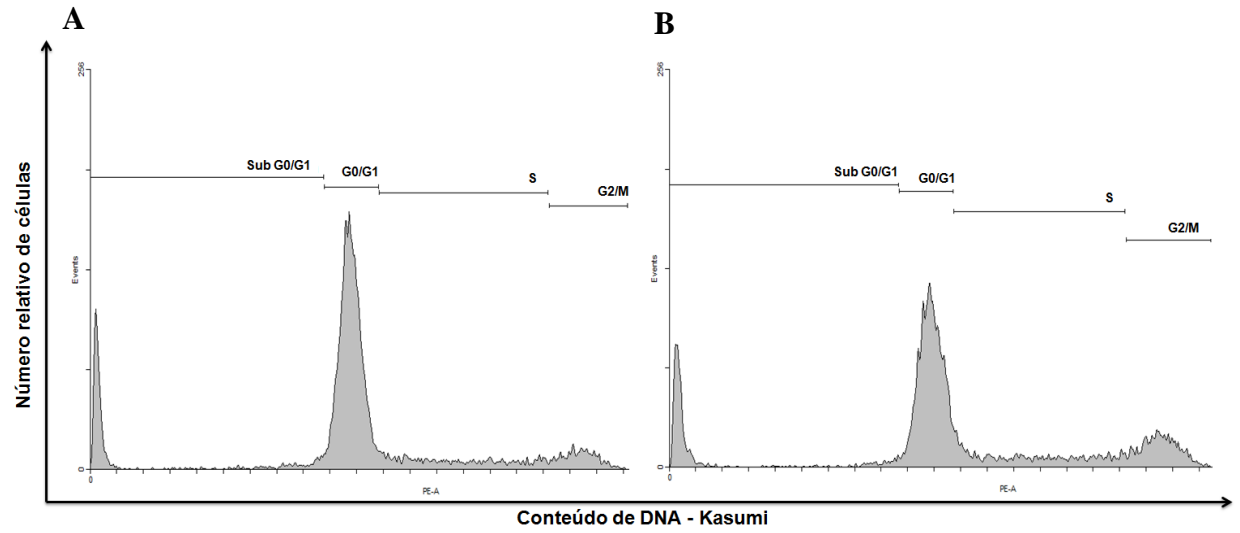 A
B
Número relativo de células
256
Events
0
Sub G0/G1
G0/G1
S
G2/M
0
PE-A
256
Events
0
Sub G0/G1
G0/G1
S
G2/M
0
PE-A
Conteúdo de DNA - Kasumi